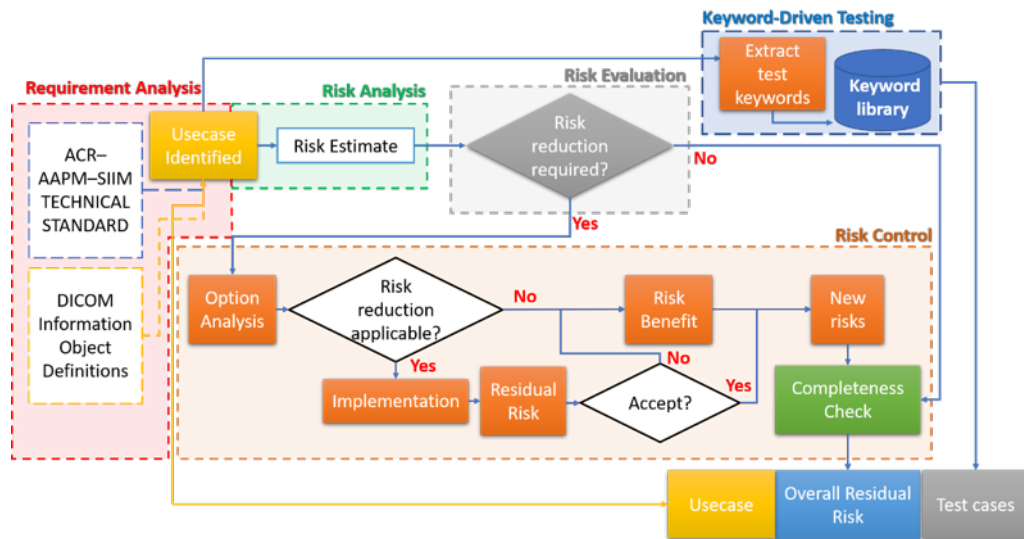 Keyword-Driven Testing
Extract
test
keywords
Keyword
library
Requirement Analysis
Risk Analysis
Risk Evaluation
Usecase
Identified
Risk Estimate
Risk
reduction
required?
No
Yes
ACR–
AAPM–SIIM
TECHNICAL
STANDARD
DICOM
Information
Object
Definitions
Risk Control
Option
Analysis
Risk
reduction
applicable?
No
Yes
Risk
Benefit
New
risks
Implementation
Residual
Risk
Accept?
No
Yes
Completeness
Check
Usecase
Overall Residual
Risk
Test cases